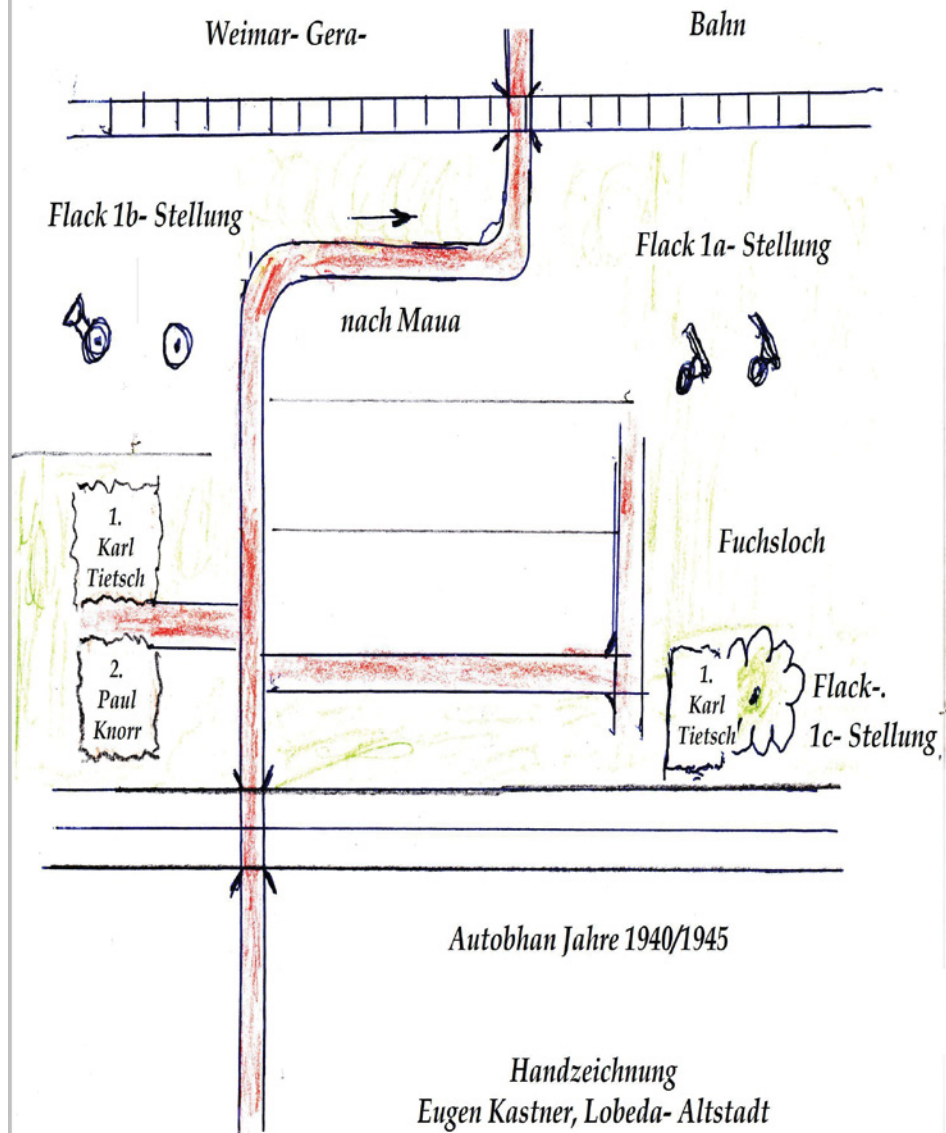 Weimar- Gera-
Bahn
Flack 1b- Stellung
Flack 1a- Stellung
nach Maua
1.
Karl
Tietsch
Fuchsloch
2.
Paul
Knorr
1.
Karl
Tietsch
Flack-.
1c- Stellung
Autobhan Jahre 1940/1945
Handzeichnung
Eugen Kastner, Lobeda- Altstadt